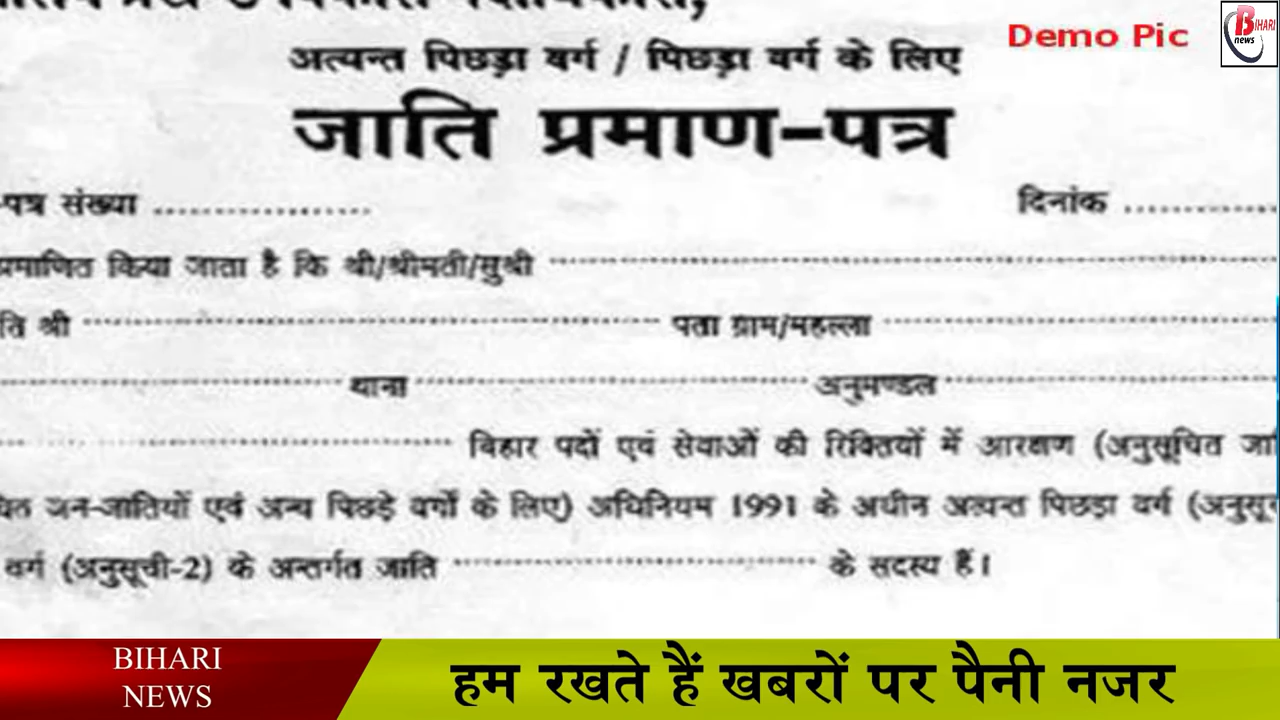 अत्यन्त पिछड़ा वर्ग / पिछड़ा वर्ग के लिए
Demo Pic
BIHARI
news
जाति प्रमाण-पत्र
-पत्र संख्या ..................
दिनांक ..............
प्रमाणित किया जाता है कि श्री/श्रीमती/सुश्री
ति श्री पता ग्राम/महल्ला
थाना अनुमण्डल
बिहार पदों एवं सेवाओं की रिक्तियों में आरक्षण (अनुसूचित जा
जन-जातियों एवं अन्य पिछड़े वर्गों के लिए) अधिनियम 1991 के अधीन अत्यन्त पिछड़ा वर्ग (अनुसू
वर्ग (अनुसूची-2) के अन्तर्गत जाति के सदस्य हैं।
BIHARI
NEWS
हम रखते हैं खबरों पर पैनी नजर